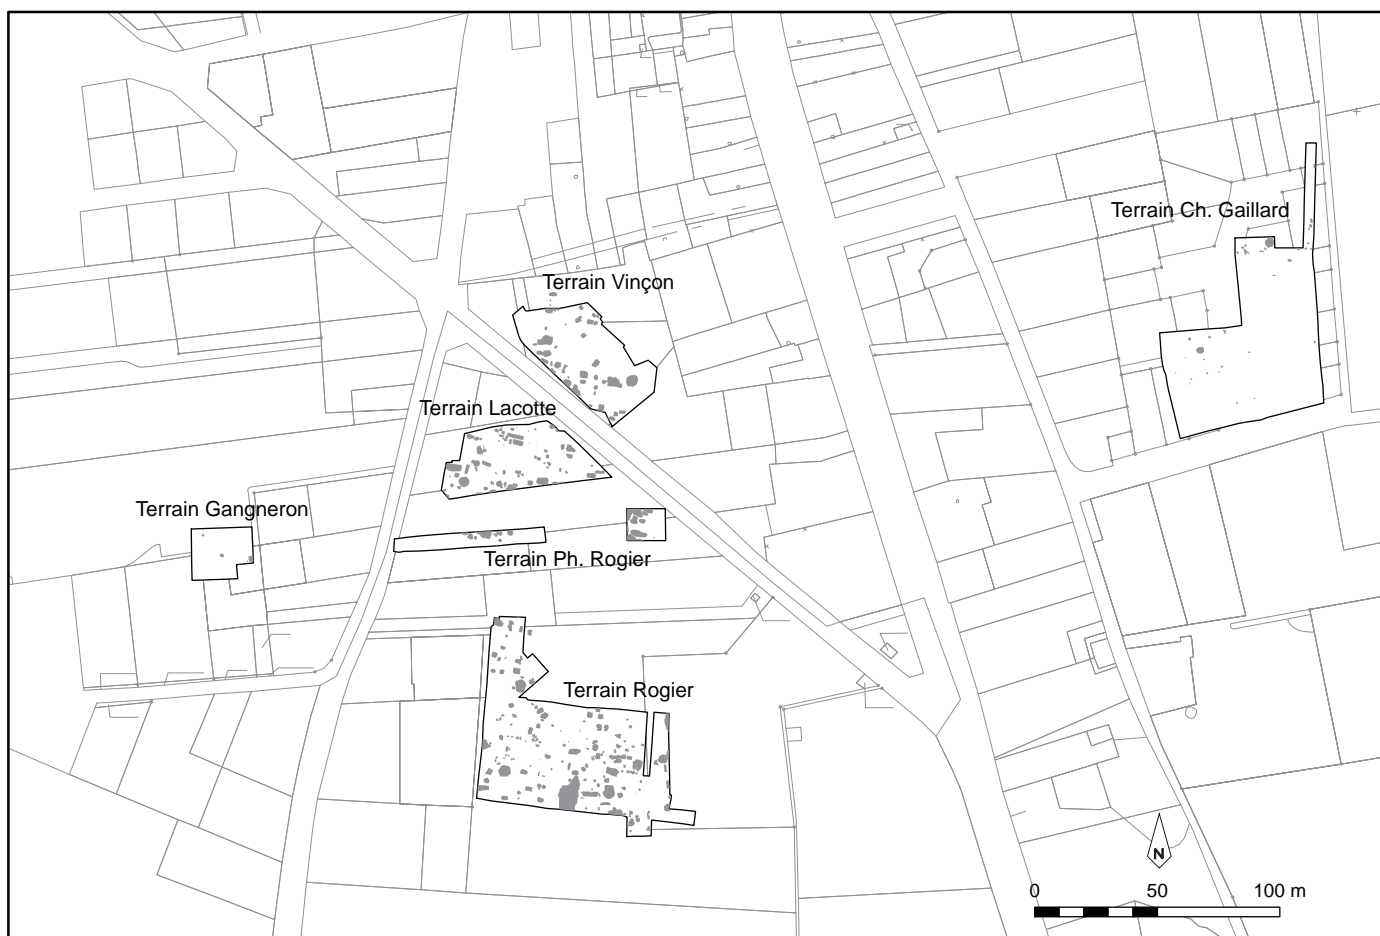 Terrain Ch. Gaillard
Terrain Vinçon
Terrain Lacotte
Terrain Gangneron
Terrain Ph. Rogier
Terrain Rogier
N
0 50 100 m